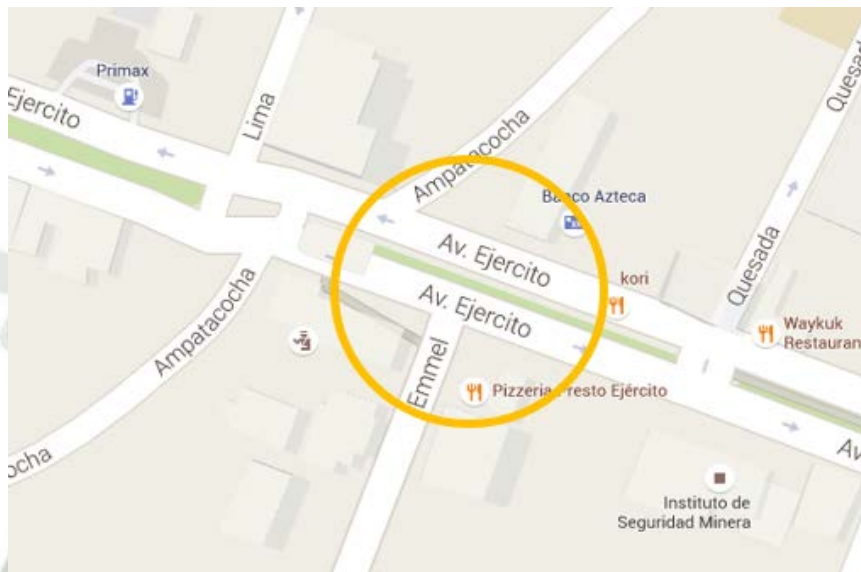 Primax
Ejercito
Lima
Ampatacocha
Quesad
Banco Azteca
Av. Ejercito
kori
Quesada
Av. Ejercito
Waykuk
Restauran
Ampatacocha
Emmel
Pizzeria Presto Ejército
ocha
Av
Instituto de
Seguridad Minera